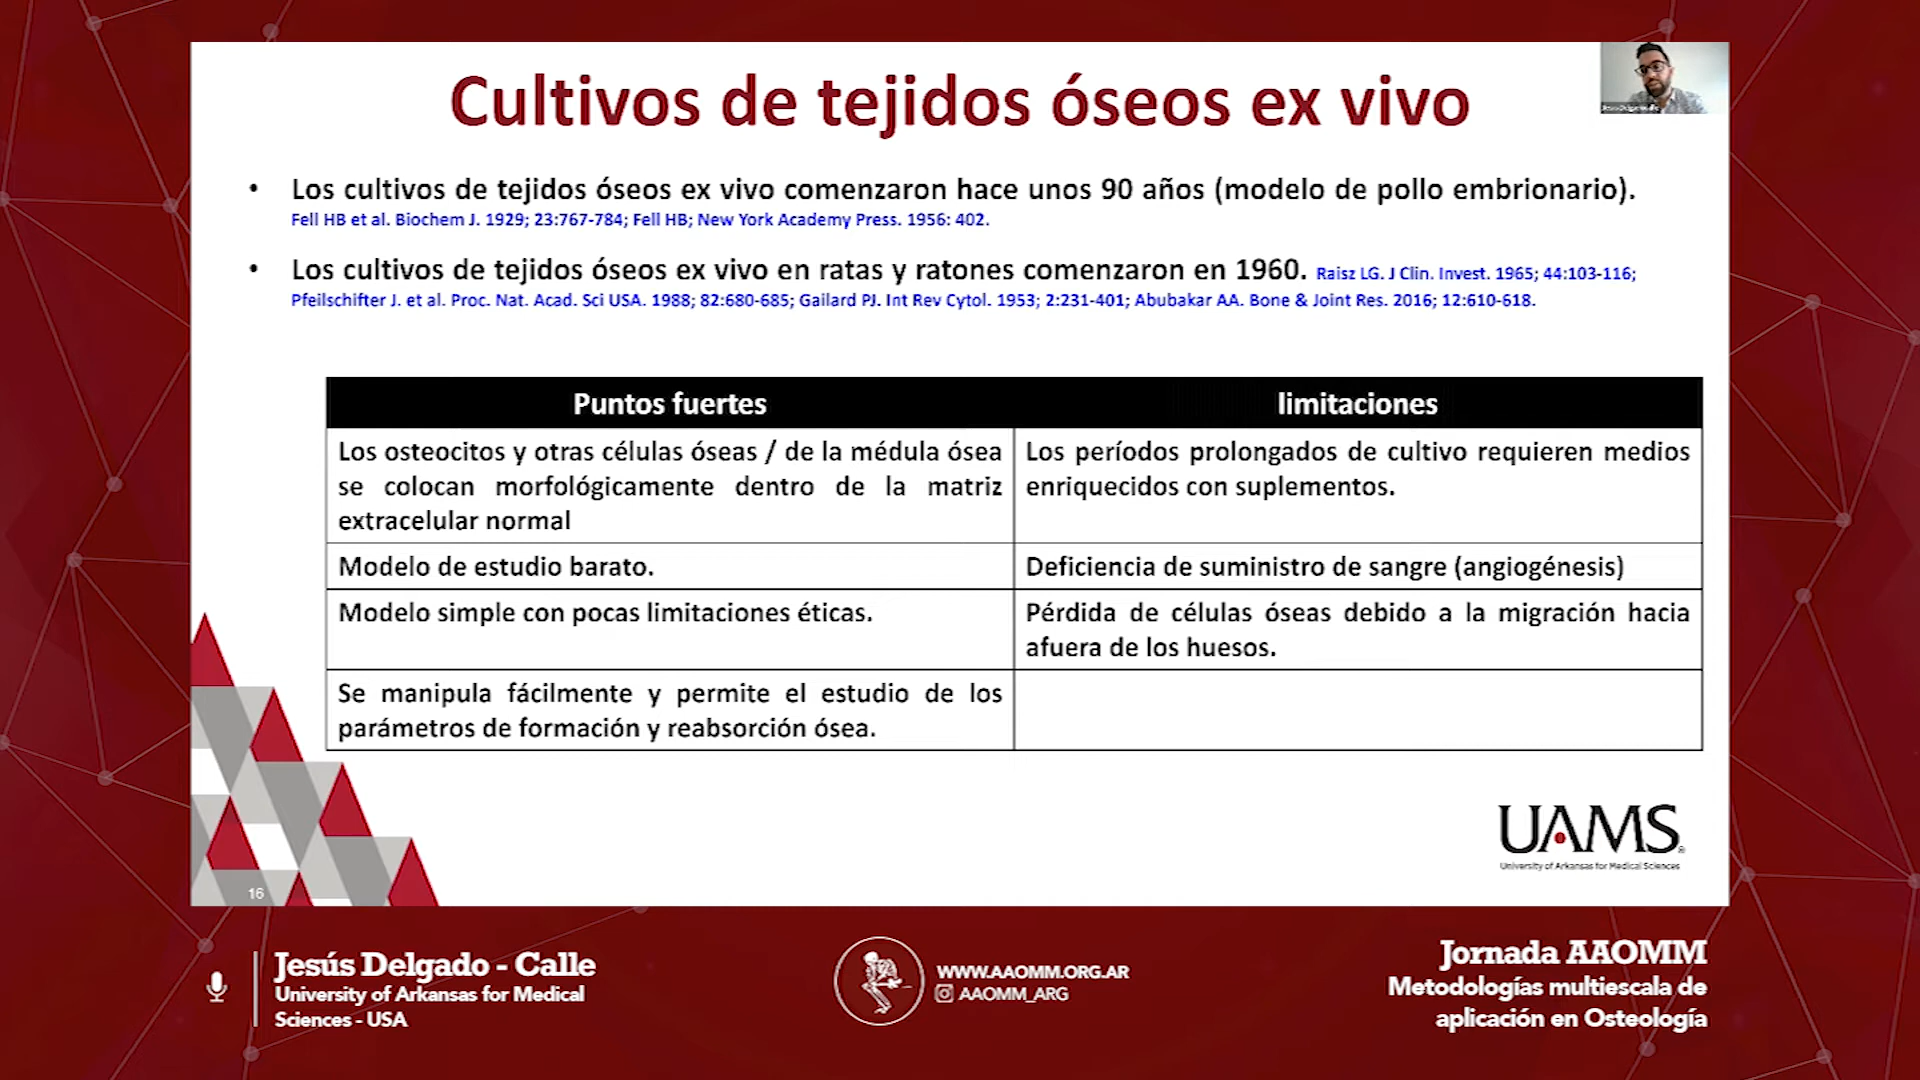 Cultivos de tejidos óseos ex vivo
• Los cultivos de tejidos óseos ex vivo comenzaron hace unos 90 años (modelo de pollo embrionario).
Fell HB et al. Biochem J. 1929; 23:767-784; Fell HB; New York Academy Press. 1956: 402.
• Los cultivos de tejidos óseos ex vivo en ratas y ratones comenzaron en 1960. Raisz LG. J Clin. Invest. 1965; 44:103-116;
Pfeilschifter J. et al. Proc. Nat. Acad. Sci USA. 1988; 82:680-685; Gailard PJ. Int Rev Cytol. 1953; 2:231-401; Abubakar AA. Bone & Joint Res. 2016; 12:610-618.
Puntos fuertes
limitaciones
Los osteocitos y otras células óseas / de la médula ósea
se colocan morfológicamente dentro de la matriz
extracelular normal
Los períodos prolongados de cultivo requieren medios
enriquecidos con suplementos.
Modelo de estudio barato.
Deficiencia de suministro de sangre (angiogénesis)
Modelo simple con pocas limitaciones éticas.
Pérdida de células óseas debido a la migración hacia
afuera de los huesos.
Se manipula fácilmente y permite el estudio de los
parámetros de formación y reabsorción ósea.
UAMS®
University of Arkansas for Medical Sciences
16
Jesús Delgado - Calle
University of Arkansas for Medical
Sciences - USA
WWW.AAOMM.ORG.AR
AAOMM_ARG
Jornada AAOMM
Metodologías multiescala de
aplicación en Osteología